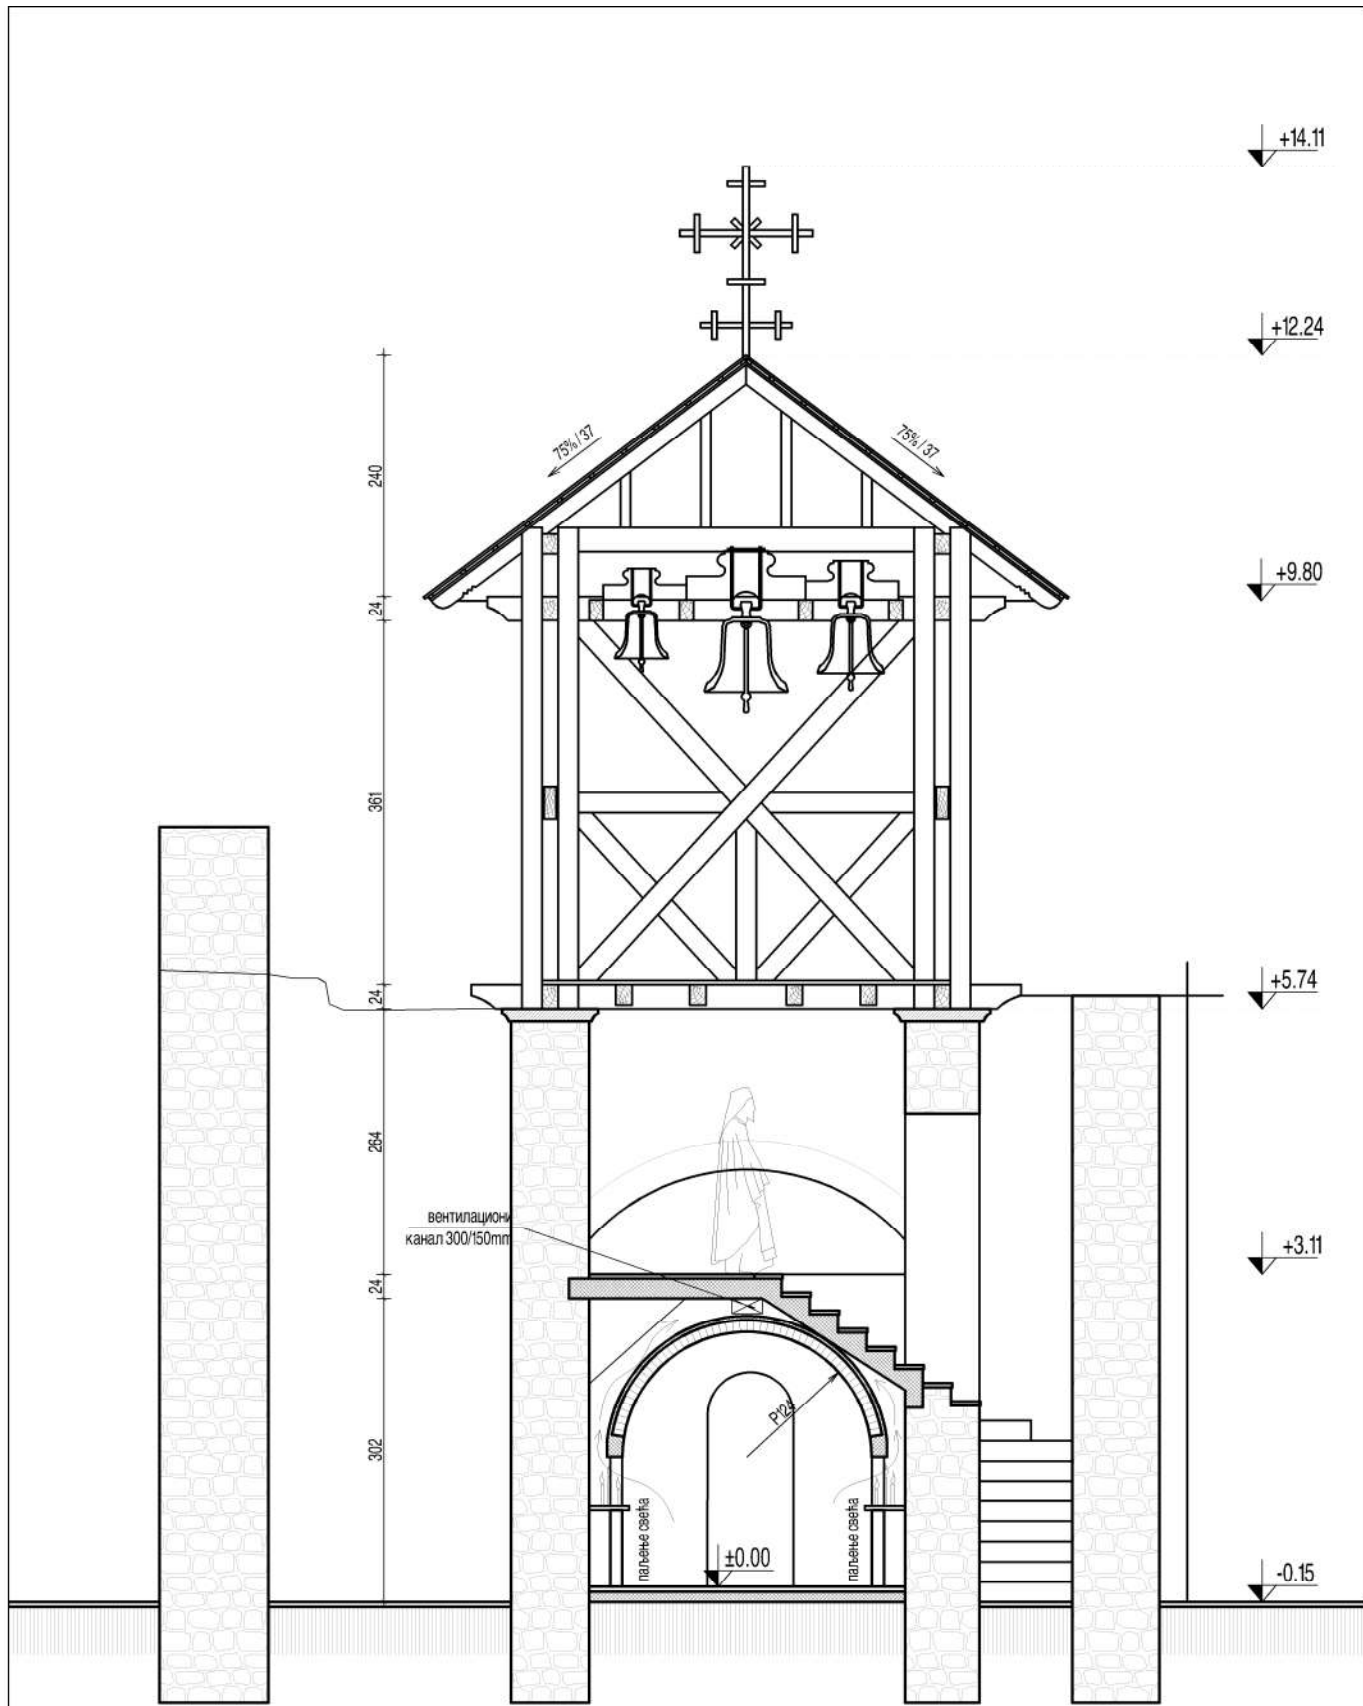 +14.11
+12.24
75% / 37
75% / 37
240
+9.80
24
361
24
+5.74
264
вентилациони
канал 300/150mm
+3.11
24
P124
302
паљење свећа
паљење свећа
±0.00
-0.15